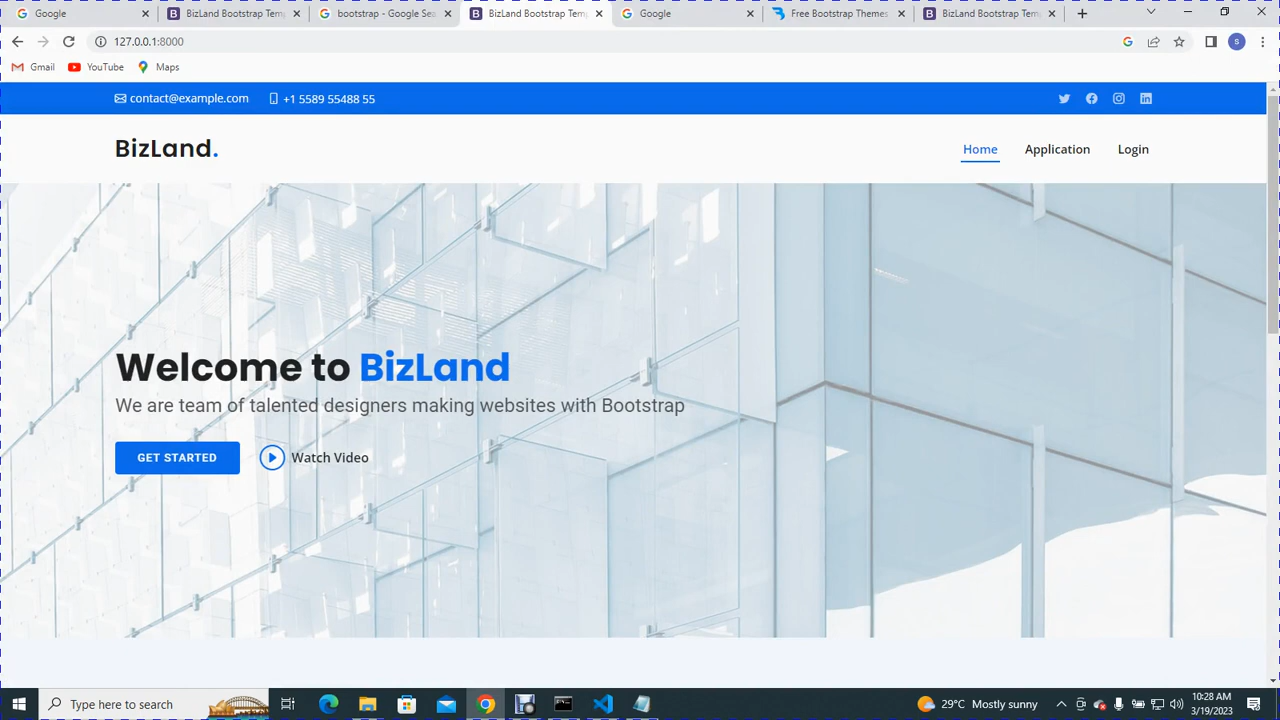 Google
BizLand Bootstrap Temp
bootstrap - Google Sea
BizLand Bootstrap Temp
Google
Free Bootstrap Themes
BizLand Bootstrap Temp
127.0.0.1:8000
S
Gmail
YouTube
Maps
contact@example.com
+1 5589 55488 55
BizLand.
Home
Application
Login
Welcome to BizLand
We are team of talented designers making websites with Bootstrap
GET STARTED
Watch Video
Type here to search
29°C Mostly sunny
10:28 AM
3/19/2023